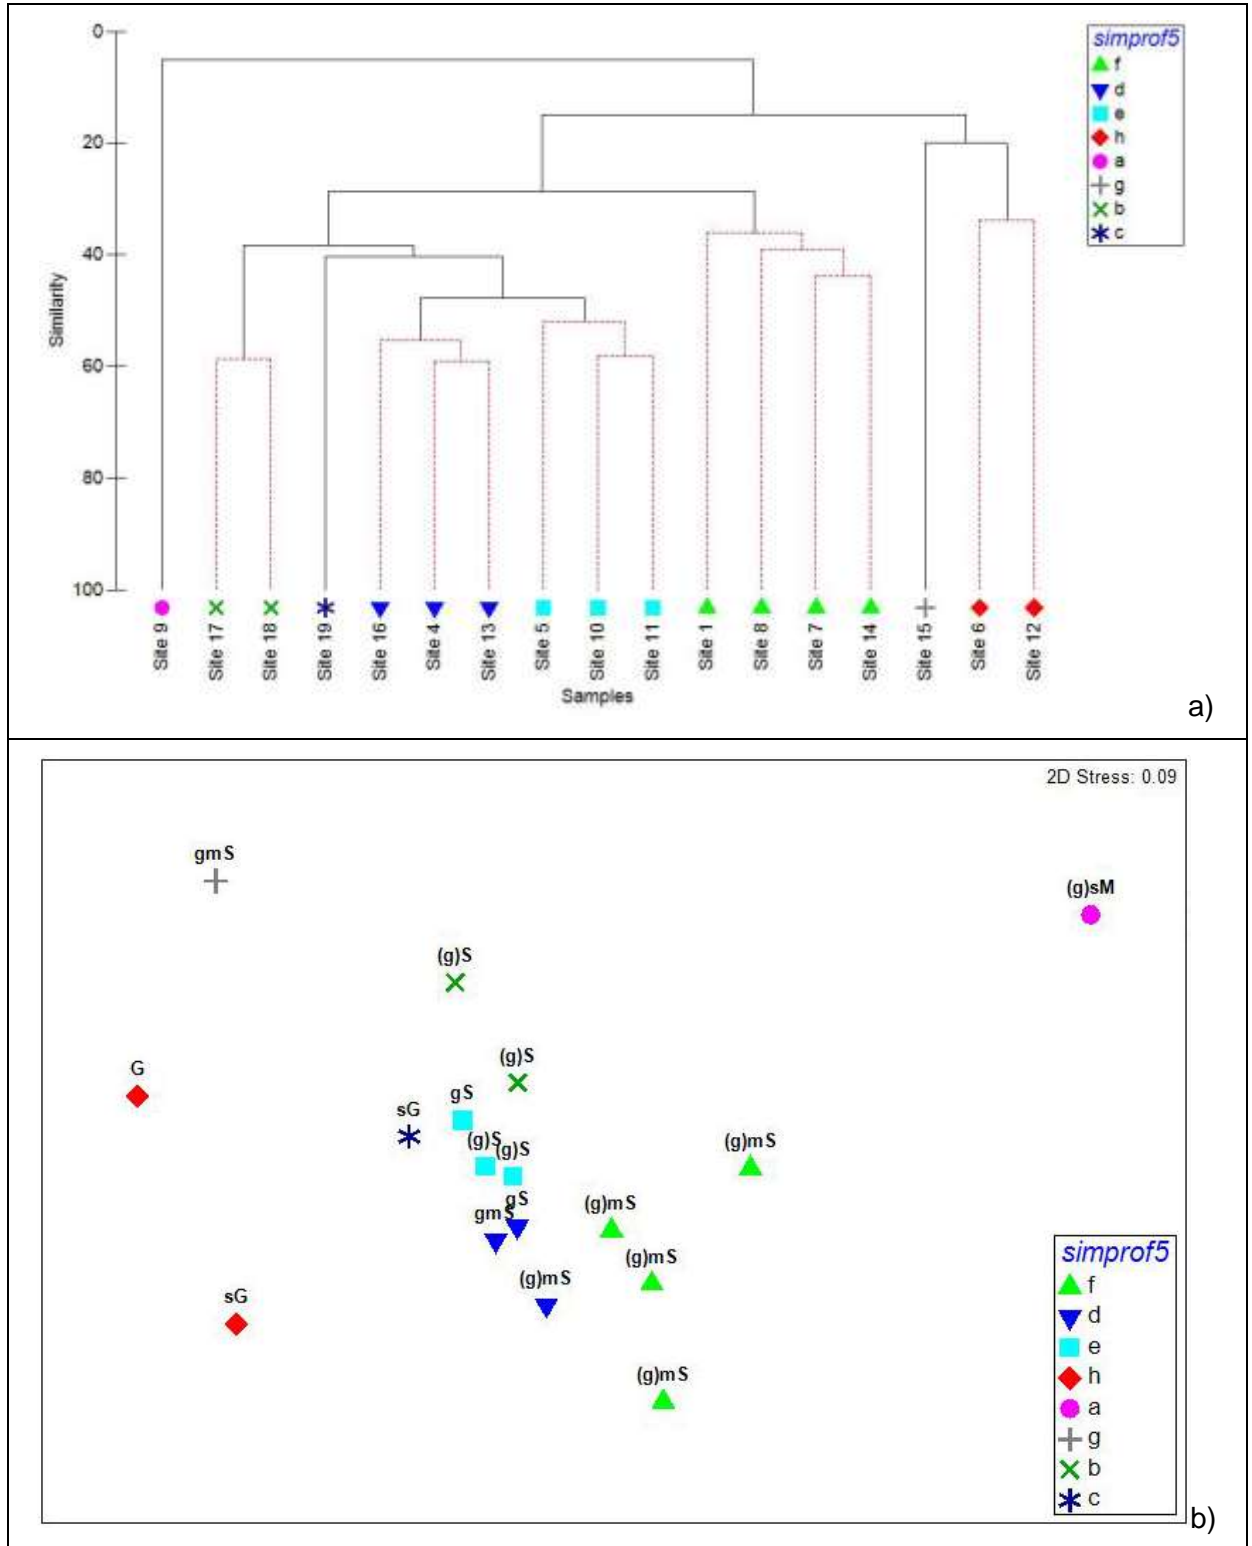 0
20
40
60
80
100
Similarity
simprof5
f
d
e
h
a
g
b
c
Site 9
Site 17
Site 18
Site 19
Site 16
Site 4
Site 13
Site 5
Site 10
Site 11
Site 1
Site 8
Site 7
Site 14
Site 15
Site 6
Site 12
Samples
a)
2D Stress: 0.09
gmS
(g)sM
(g)S
(g)S
G
gS
sG
(g)S
(g)S
(g)mS
gS
gmS
(g)mS
(g)mS
(g)mS
sG
(g)mS
simprof5
f
d
e
h
a
g
b
c
b)